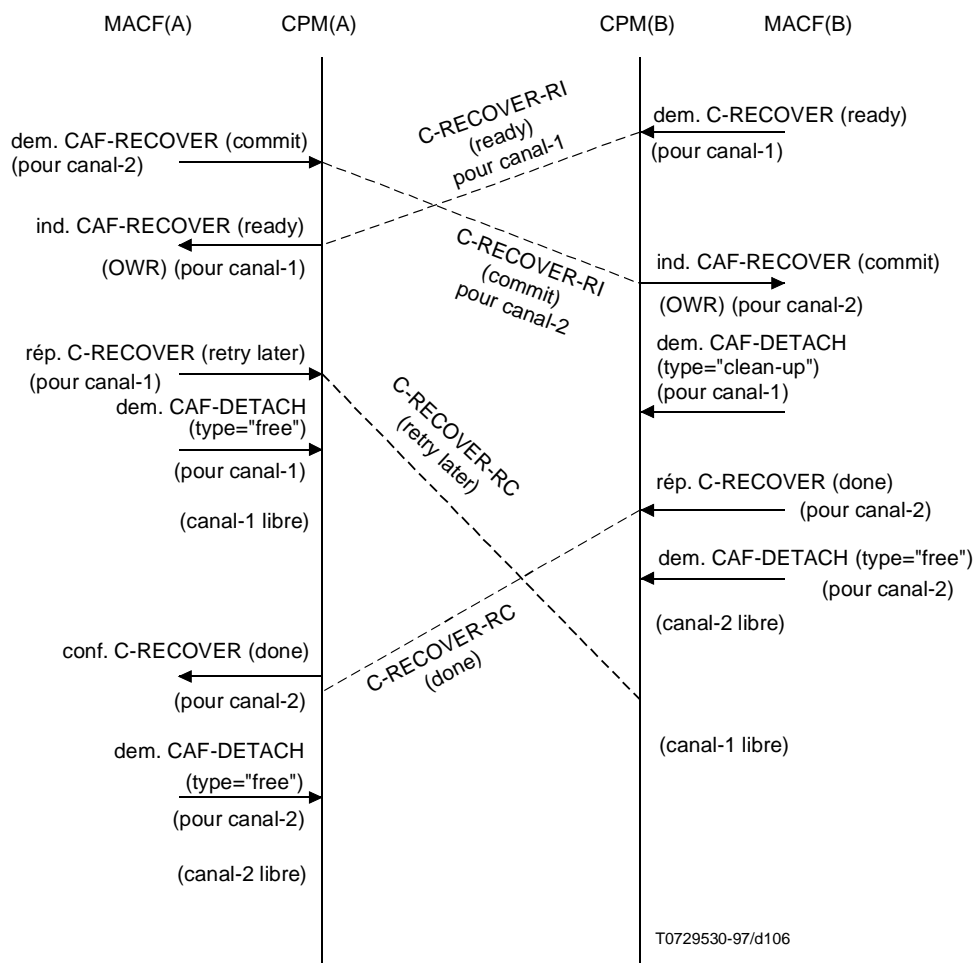 MACF(A) CPM(A) CPM(B) MACF(B)
C-RECOVER-RI
(ready)
pour canal-1
dem. C-RECOVER (ready)
(pour canal-1)
dem. CAF-RECOVER (commit)
(pour canal-2)
ind. CAF-RECOVER (ready)
(OWR) (pour canal-1)
C-RECOVER-RI
(commit)
pour canal-2
ind. CAF-RECOVER (commit)
(OWR) (pour canal-2)
rép. C-RECOVER (retry later)
(pour canal-1)
dem. CAF-DETACH
(type="clean-up")
(pour canal-1)
dem. CAF-DETACH
(type="free")
(pour canal-1)
C-RECOVER-RC
(retry later)
(canal-1 libre)
rép. C-RECOVER (done)
(pour canal-2)
dem. CAF-DETACH (type="free")
(pour canal-2)
(canal-2 libre)
conf. C-RECOVER (done)
(pour canal-2)
C-RECOVER-RC
(done)
dem. CAF-DETACH
(type="free")
(pour canal-2)
(canal-1 libre)
(canal-2 libre)
T0729530-97/d106